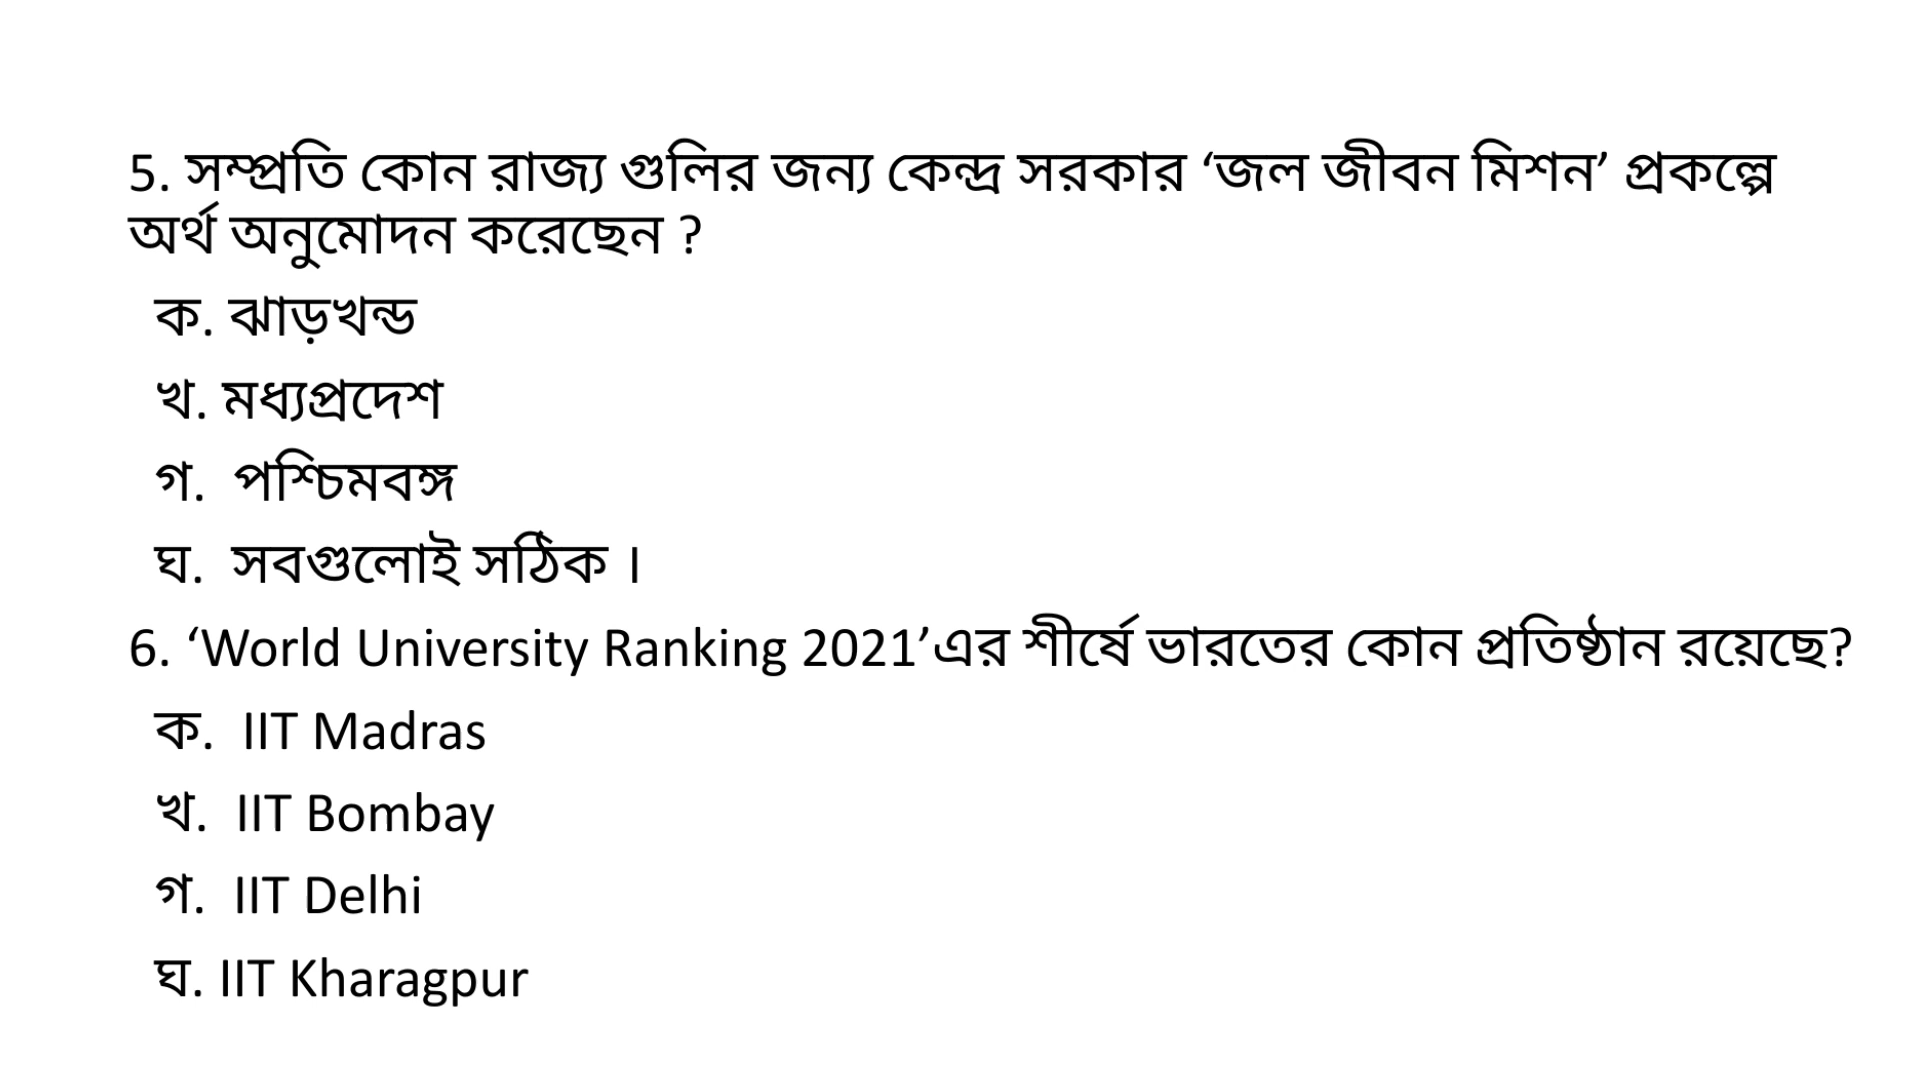 5. সম্প্রতি কোন রাজ্য গুলির জন্য কেন্দ্র সরকার ‘জল জীবন মিশন’ প্রকল্পে
অর্থ অনুমোদন করেছেন ?
ক. ঝাড়খন্ড
খ. মধ্যপ্রদেশ
গ. পশ্চিমবঙ্গ
ঘ. সবগুলোই সঠিক ।
6. ‘World University Ranking 2021’এর শীর্ষে ভারতের কোন প্রতিষ্ঠান রয়েছে?
ক. IIT Madras
খ. IIT Bombay
গ. IIT Delhi
ঘ. IIT Kharagpur